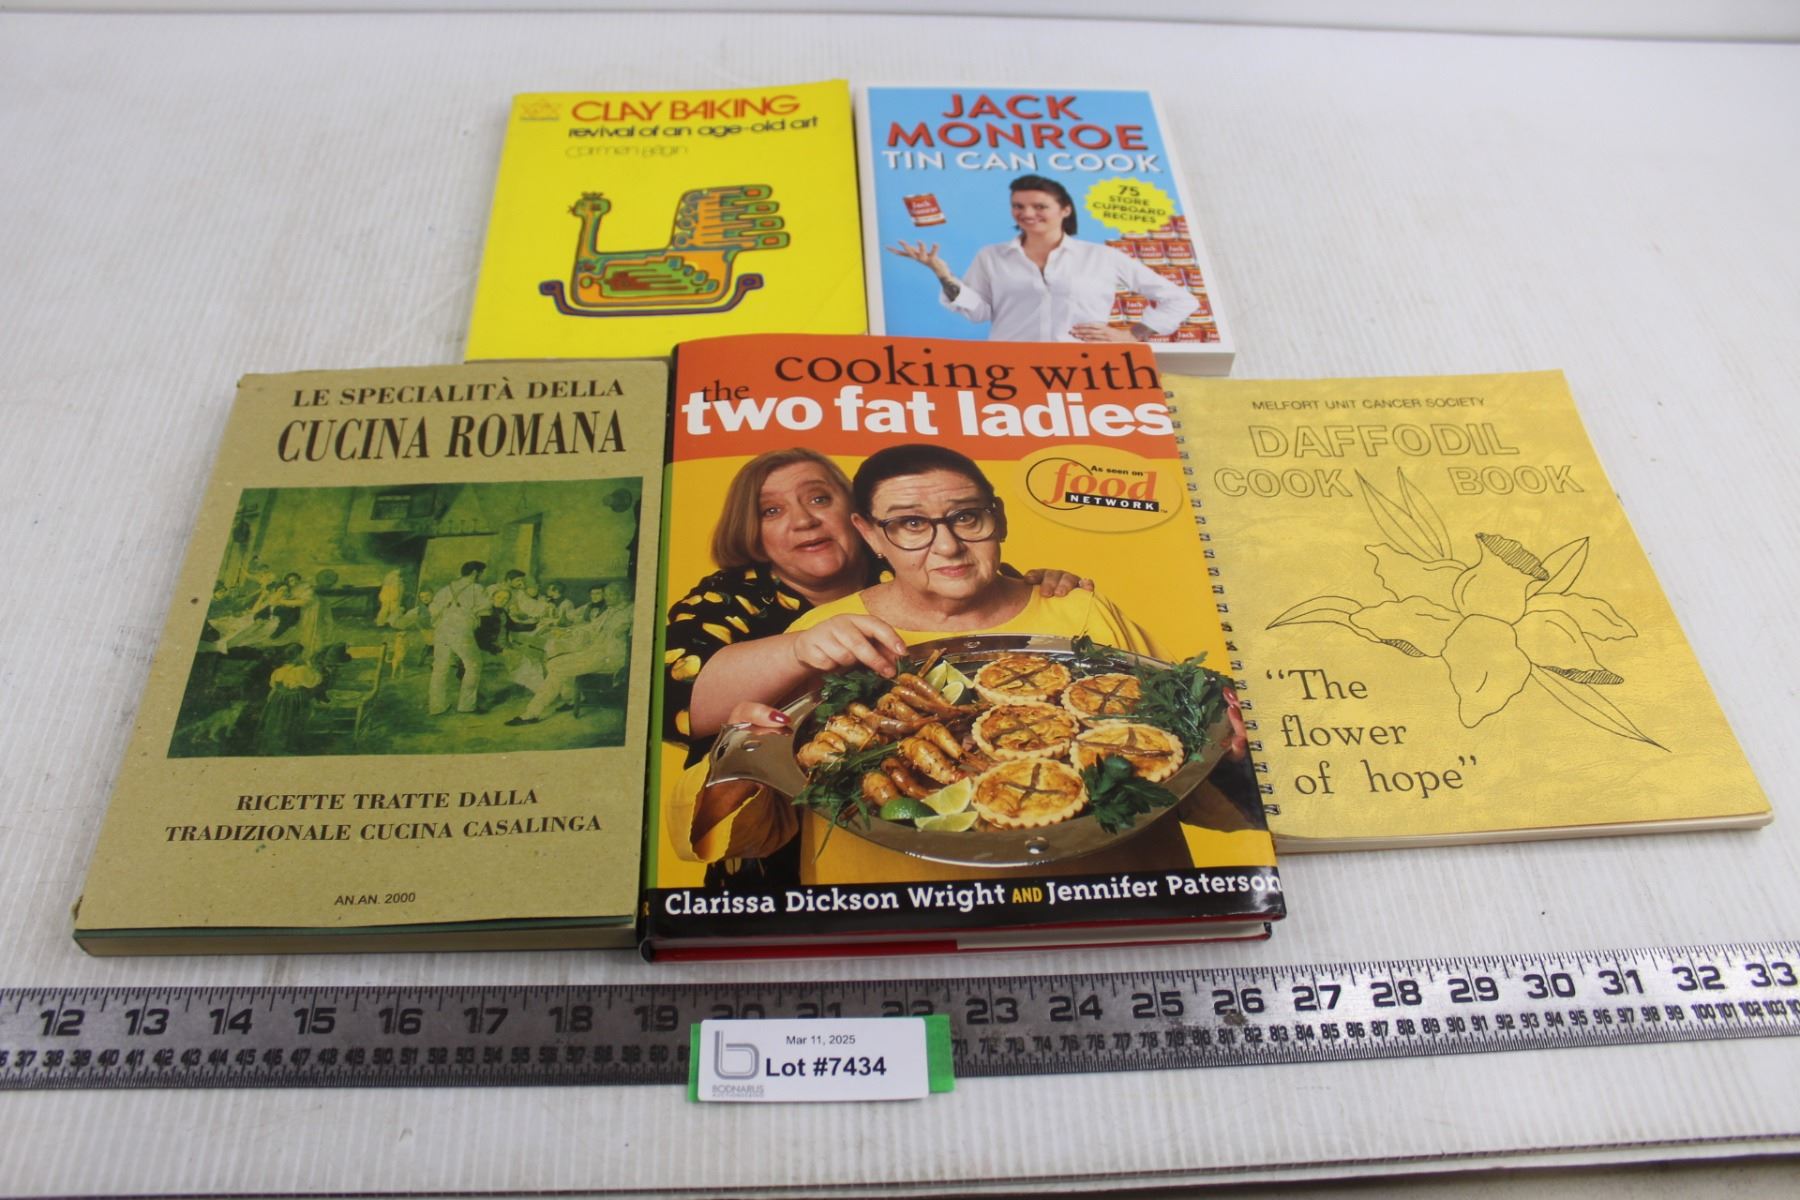 CLAY BAKING
revival of an age-old art
Carmen Bégin
JACK
MONROE
TIN CAN COOK
75
STORE
CUPBOARD
RECIPES
Jack
LE SPECIALITÀ DELLA
CUCINA ROMANA
RICETTE TRATTE DALLA
TRADIZIONALE CUCINA CASALINGA
AN.AN. 2000
cooking with
the
two fat ladies
As seen on
food
NETWORK
Clarissa Dickson Wright AND Jennifer Paterson
MELFORT UNIT CANCER SOCIETY
DAFFODIL
COOK BOOK
“The
flower
of hope”
12 13 14 15 16 17 18 19 20 21 22 23 24 25 26 27 28 29 30 31 32 33
Mar 11, 2025
Lot #7434
BODNARUS